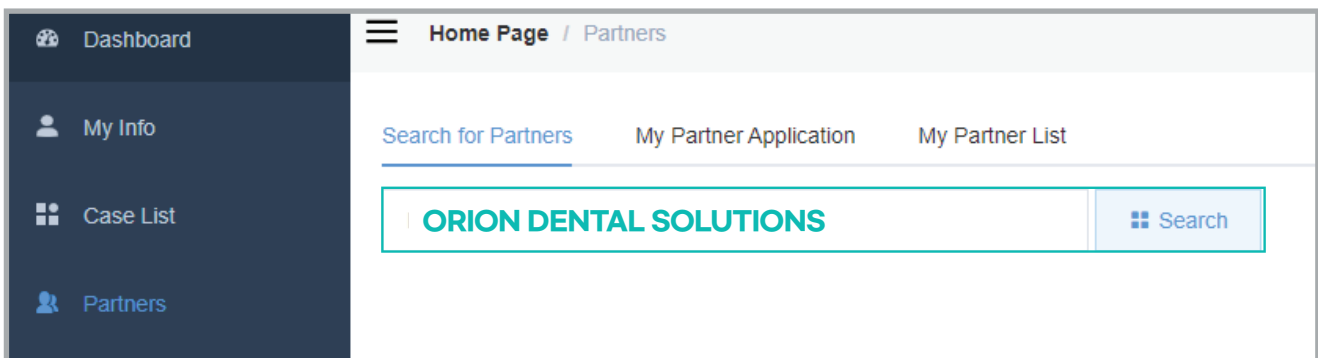 Dashboard
My Info
Case List
Partners
Home Page / Partners
Search for Partners My Partner Application My Partner List
ORION DENTAL SOLUTIONS Search